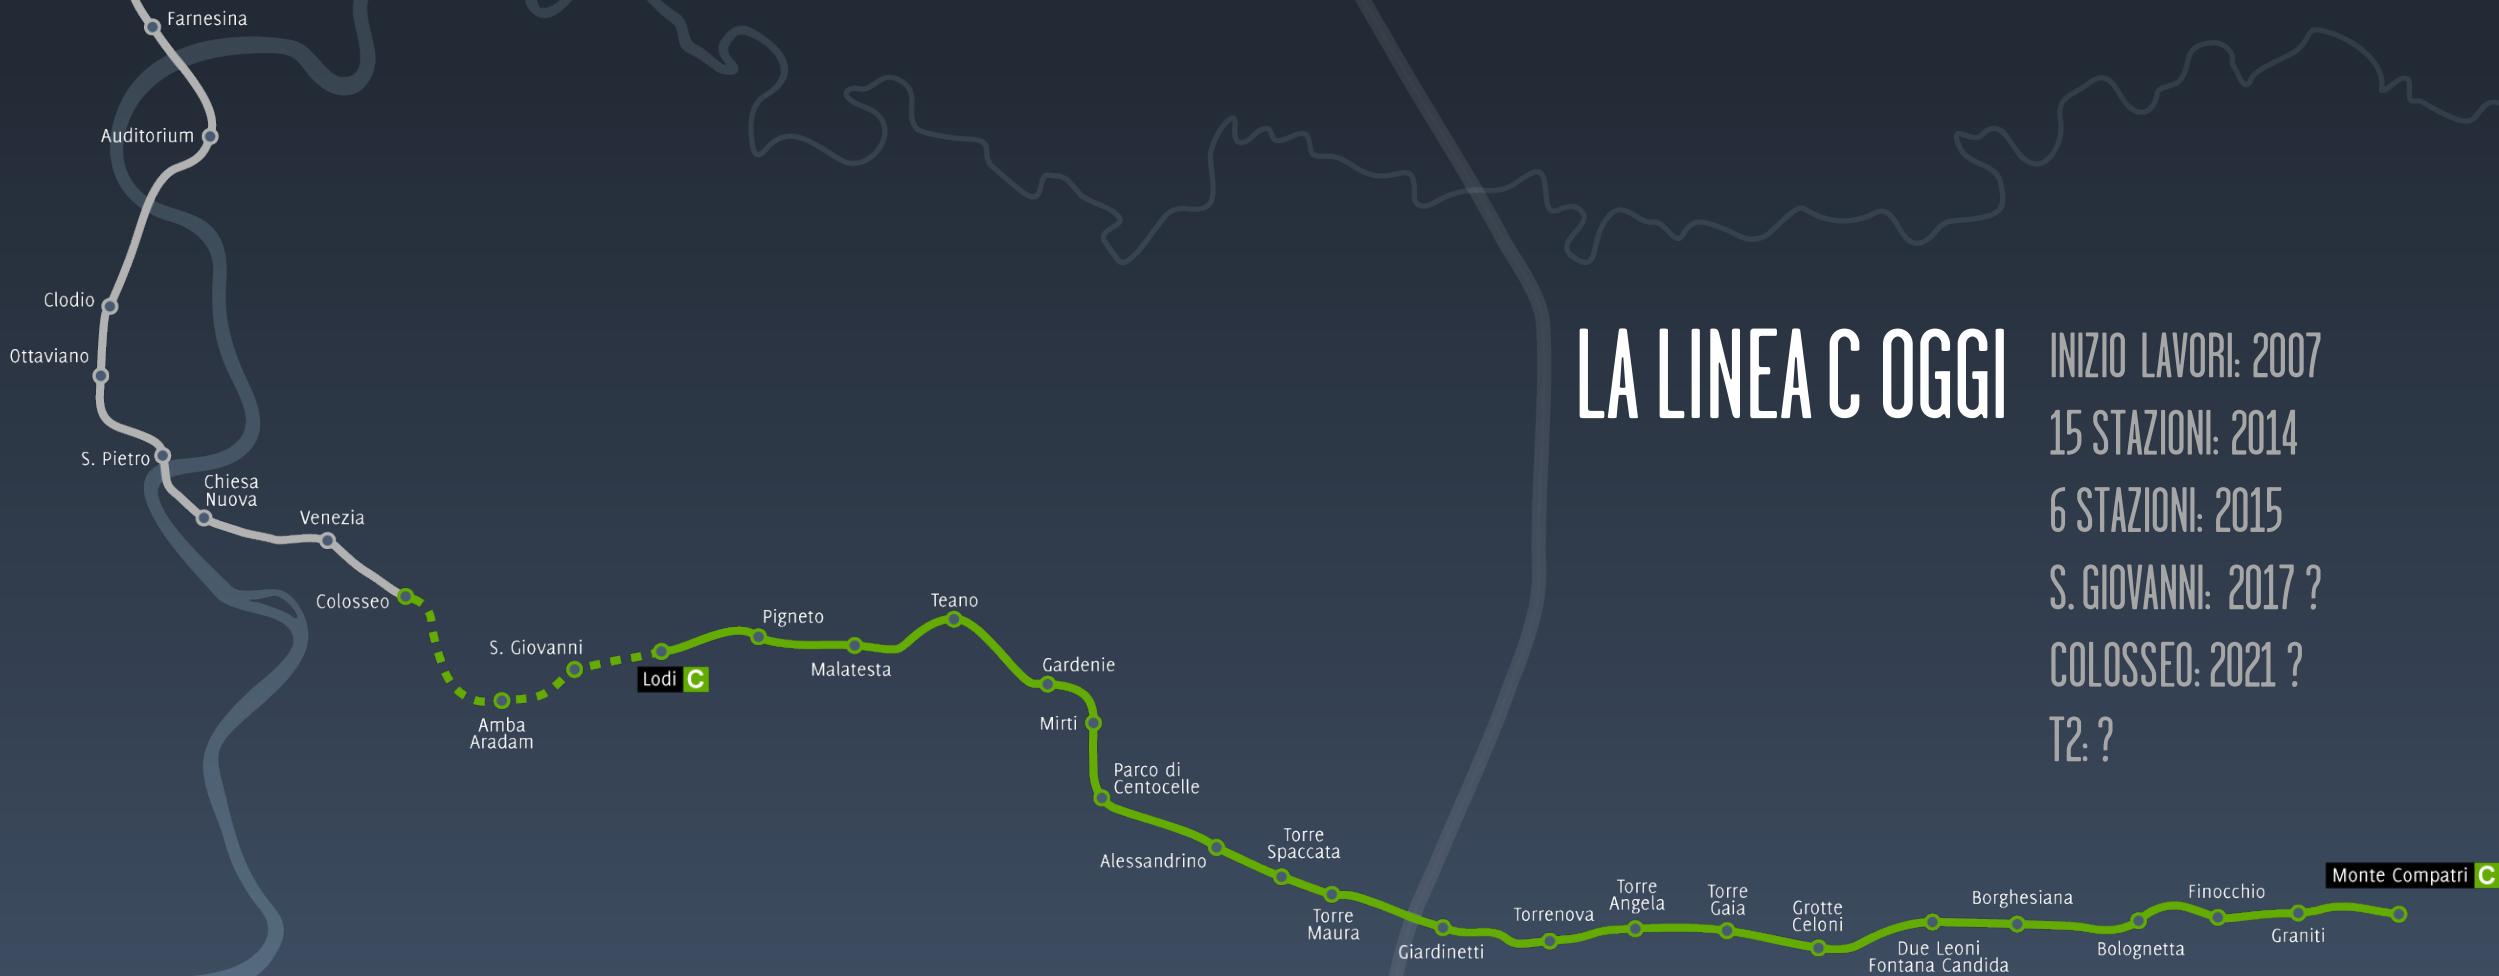 Farnesina
Auditorium
Clodio
Ottaviano
S. Pietro
Chiesa
Nuova
Venezia
Colosseo
Amba
Aradam
S. Giovanni
Lodi C
Pigneto
Malatesta
Teano
Gardenie
Mirti
Parco di
Centocelle
Alessandrino
Torre
Spaccata
Torre
Maura
Giardinetti
Torrenova
Torre
Angela
Torre
Gaia
Grotte
Celoni
Due Leoni
Fontana Candida
Borghesiana
Bolognetta
Finocchio
Graniti
Monte Compatri C
LA LINEA C OGGI
INIZIO LAVORI: 2007
15 STAZIONI: 2014
6 STAZIONI: 2015
S. GIOVANNI: 2017 ?
COLOSSEO: 2021 ?
T2: ?